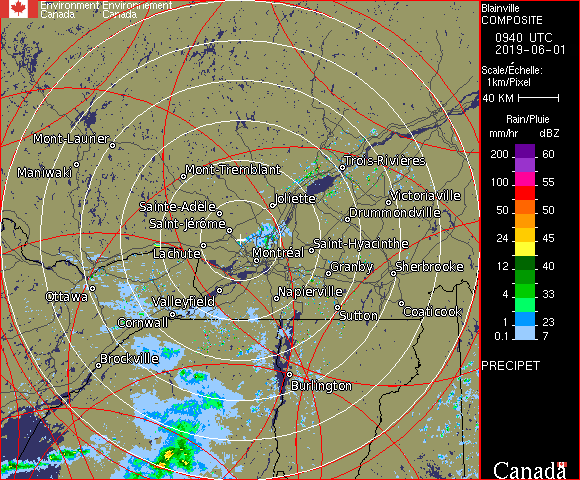 Environment Environnement
Canada Canada
Blainville
COMPOSITE
0940 UTC
2019-06-01
Scale/Échelle:
1km/Pixel
40 KM
Rain/Pluie
mm/hr dBZ
200 60
150 57
100 55
50 50
24 45
12 40
4 33
1 23
0.1 7
PRECIPET
Canada
Mont-Laurier
Maniwaki
Mont-Tremblant
Trois-Rivières
Joliette
Victoriaville
Sainte-Adèle
Drummondville
Saint-Jérôme
Lachute
Montréal
Saint-Hyacinthe
Granby
Sherbrooke
Ottawa
Valleyfield
Napierville
Cornwall
Sutton
Coaticook
Brockville
Burlington